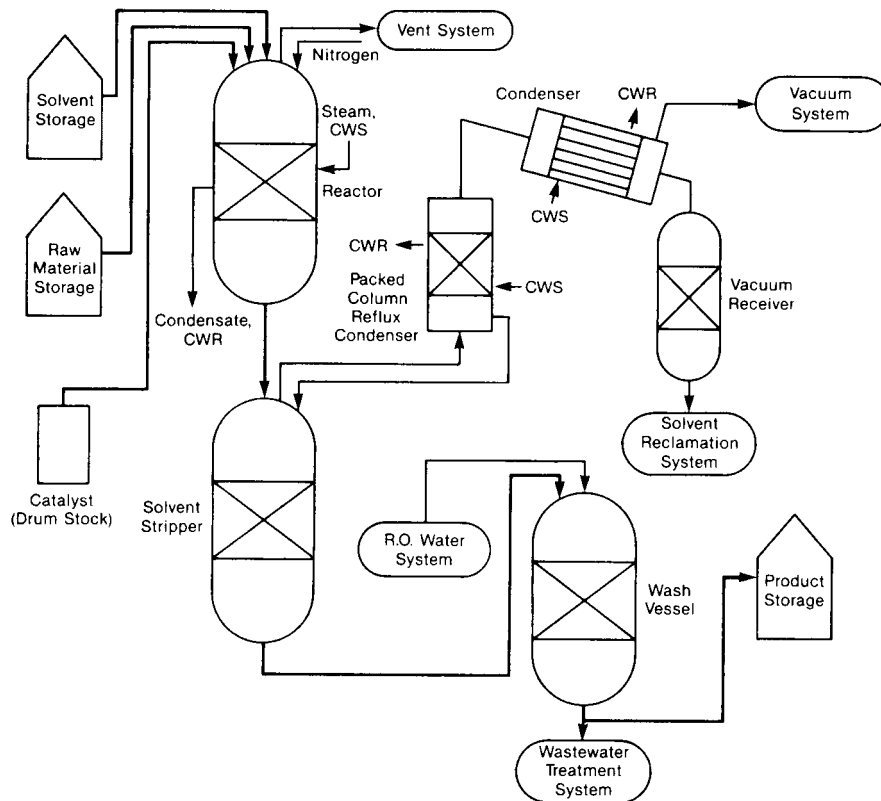 Vent System
Nitrogen
Solvent
Storage
Steam,
CWS
Reactor
Condenser
CWR
Vacuum
System
CWS
Raw
Material
Storage
Condensate,
CWR
CWR
Packed
Column
Reflux
Condenser
CWS
Vacuum
Receiver
Solvent
Reclamation
System
Catalyst
(Drum Stock)
Solvent
Stripper
R.O. Water
System
Wash
Vessel
Product
Storage
Wastewater
Treatment
System